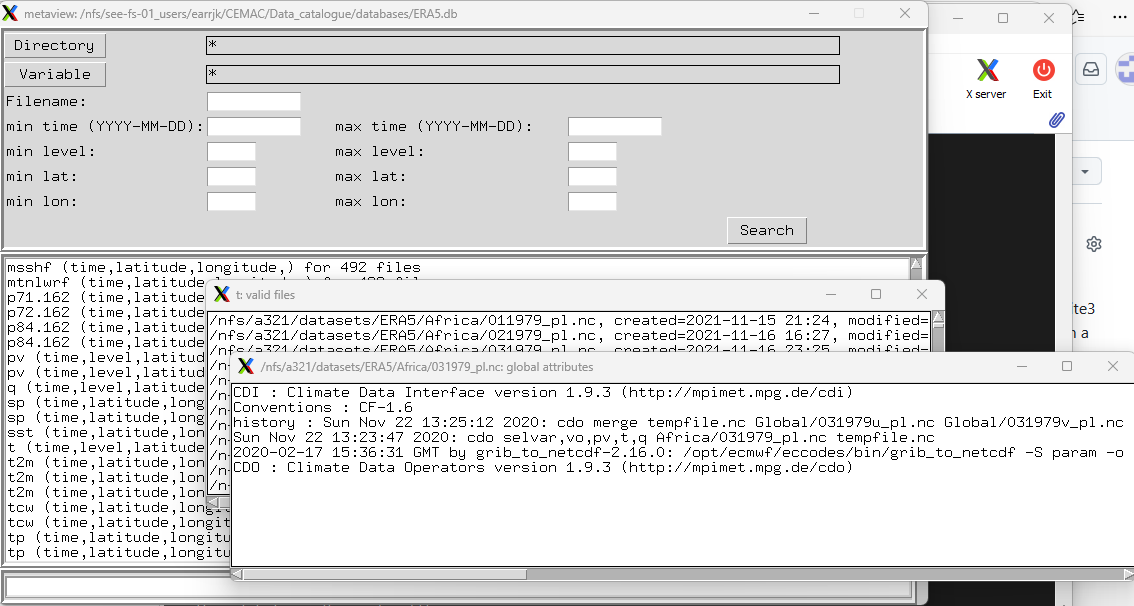 metaview: /nfs/see-fs-01_users/earrjk/CEMAC/Data_catalogue/databases/ERA5.db
Directory *
Variable *
Filename:
min time (YYYY-MM-DD): max time (YYYY-MM-DD):
min level: max level:
min lat: max lat:
min lon: max lon:
Search
X server Exit
msshf (time,latitude,longitude,) for 492 files
mtnlwrf (time,latitude,longitude,)
p71.162 (time,
p72.162 (time,
p84.162 (time,
p84.162 (time,
pv (time,level,latitud
pv (time,level,latitud
q (time,level,latitude
sp (time,latitude,long
sp (time,latitude,long
sst (time,latitude,lon
t (time,level,latitude
t2m (time,latitude,lon
t2m (time,latitude,lon
t2m (time,latitude,lon
tcw (time,latitude,longit
tcw (time,latitude,longit
tp (time,latitude,longitu
tp (time,latitude,longitu
t: valid files
/nfs/a321/datasets/ERA5/Africa/011979_pl.nc, created=2021-11-15 21:24, modified=
/nfs/a321/datasets/ERA5/Africa/021979_pl.nc, created=2021-11-16 16:27, modified=
/nfs/a321/datasets/ERA5/Africa/031979_pl.nc, created=2021-11-16 23:25, modified=
/nfs/a321/datasets/ERA5/Africa/031979_pl.nc: global attributes
CDI : Climate Data Interface version 1.9.3 (http://mpimet.mpg.de/cdi)
Conventions : CF-1.6
history : Sun Nov 22 13:25:12 2020: cdo merge tempfile.nc Global/031979u_pl.nc Global/031979v_pl.nc
Sun Nov 22 13:23:47 2020: cdo selvar,vo,pv,t,q Africa/031979_pl.nc tempfile.nc
2020-02-17 15:36:31 GMT by grib_to_netcdf-2.16.0: /opt/ecmwf/eccodes/bin/grib_to_netcdf -S param -o
CDO : Climate Data Operators version 1.9.3 (http://mpimet.mpg.de/cdo)